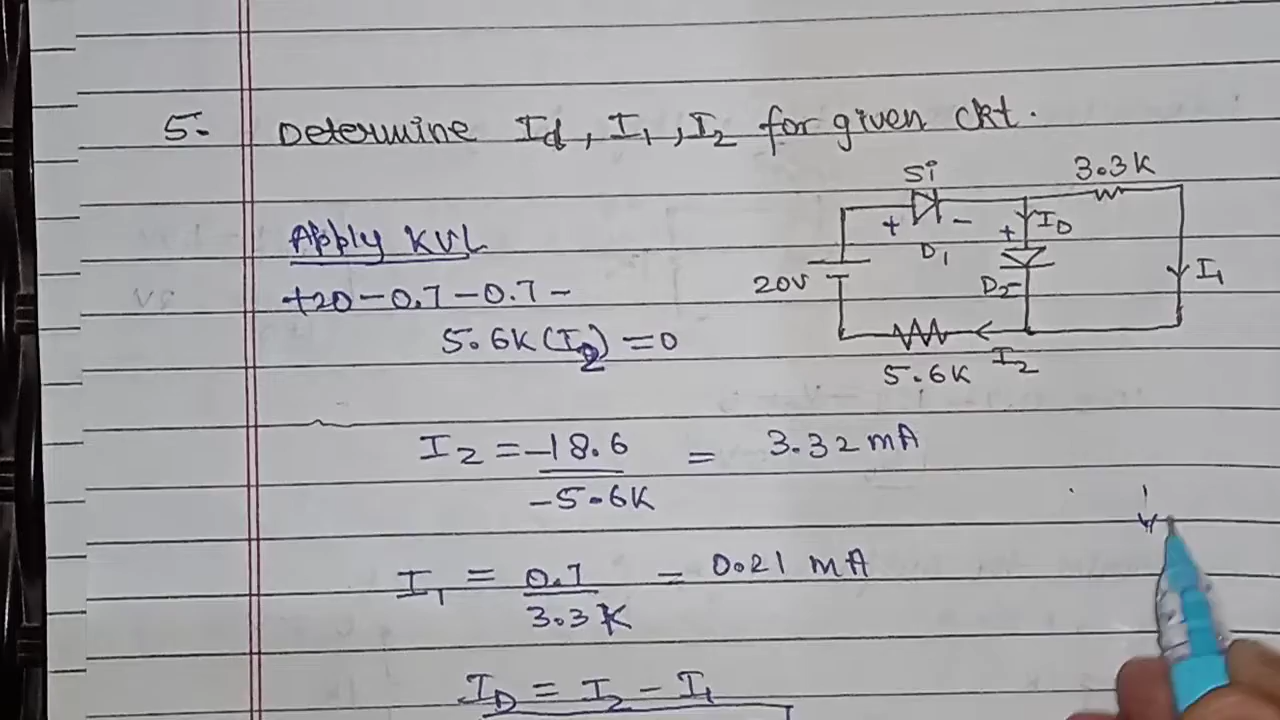 5. Determine Id, I1, I2 for given ckt.
Si
3.3K
Apply KVL
+ -
+ ID
D1
+20-0.7-0.7-
20V
D2
I1
5.6K(I2)=0
I2
5.6K
I2 = -18.6 = 3.32mA
-5.6K
I1 = 0.7 = 0.21 mA
3.3K
ID = I2 - I1